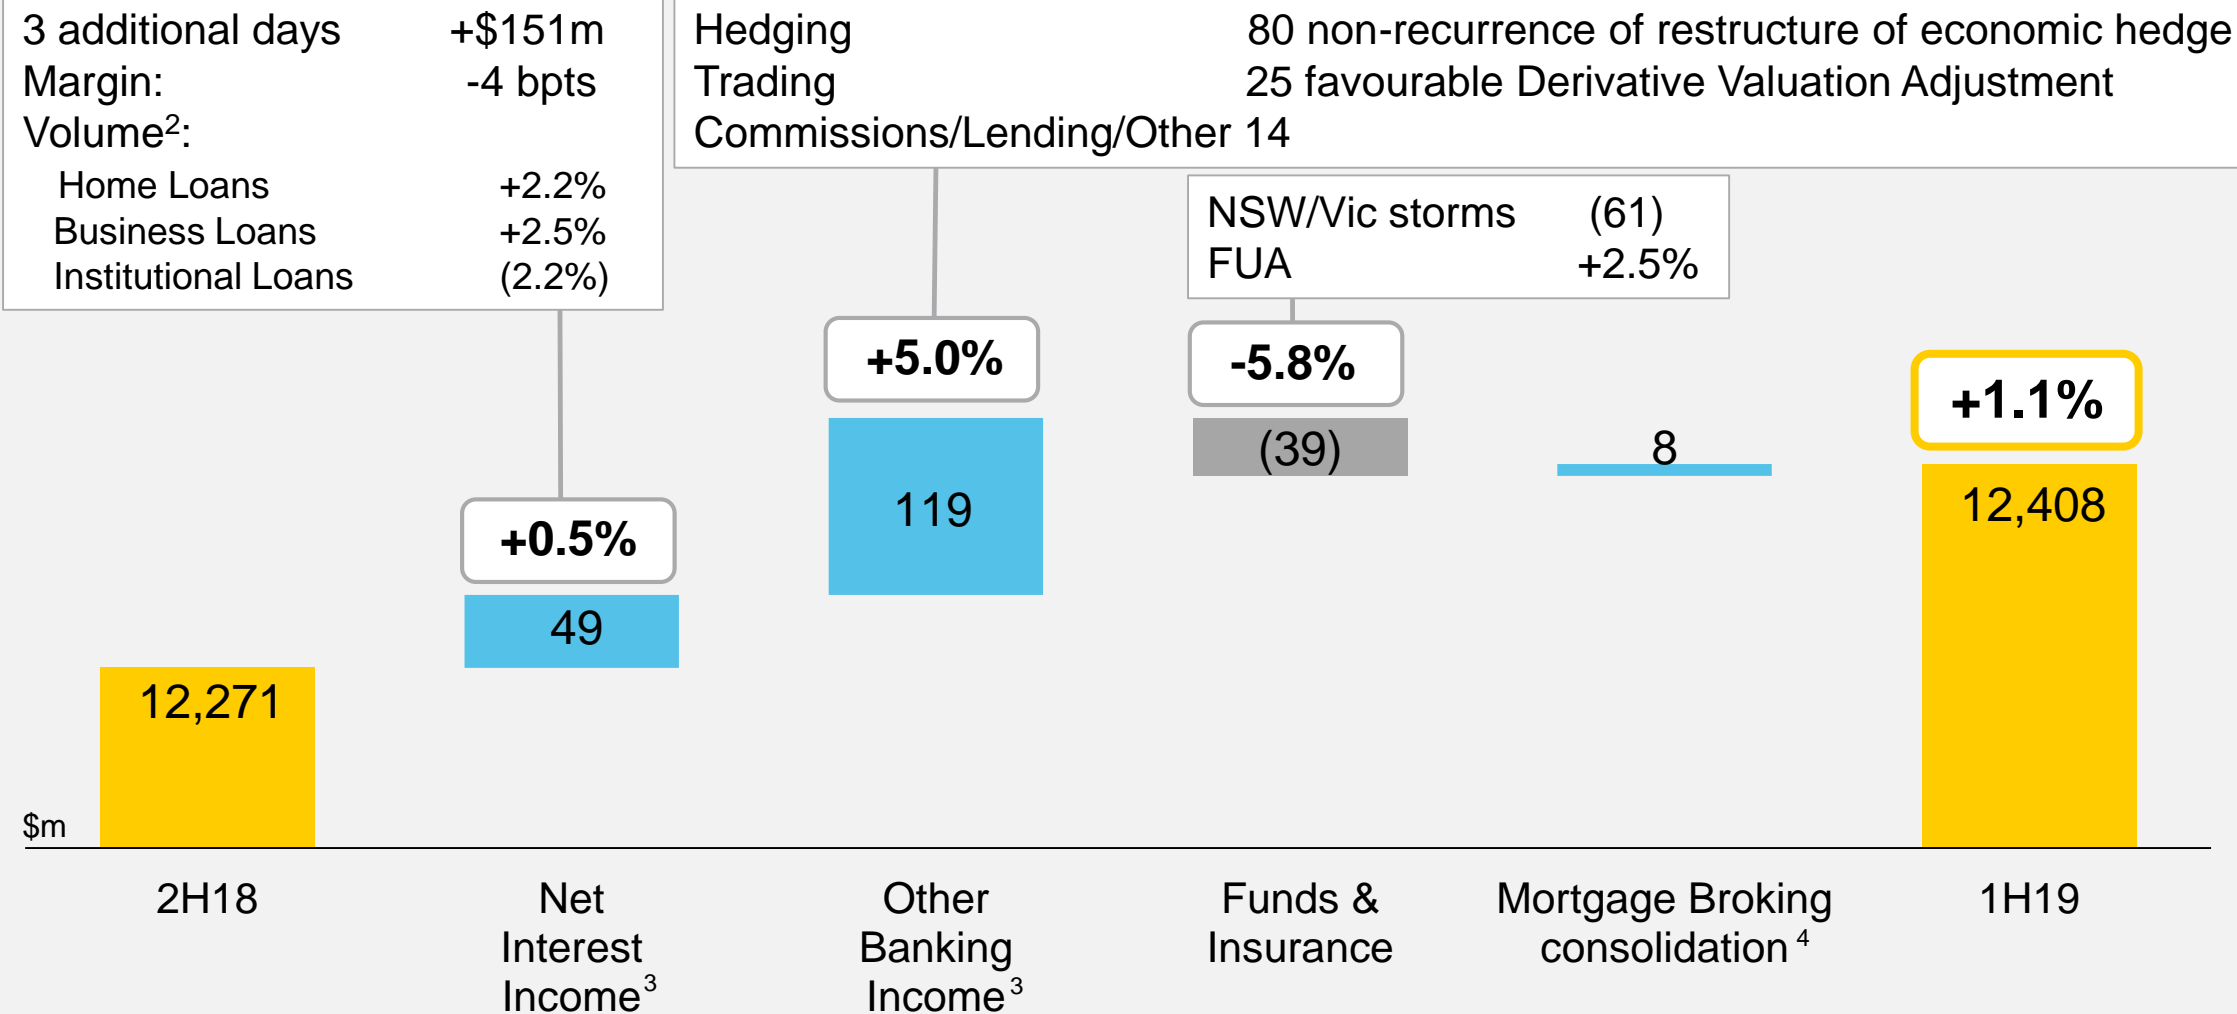 3 additional days +$151m
Margin: -4 bpts
Volume2:
Home Loans +2.2%
Business Loans +2.5%
Institutional Loans (2.2%)
Hedging 80 non-recurrence of restructure of economic hedge
Trading 25 favourable Derivative Valuation Adjustment
Commissions/Lending/Other 14
NSW/Vic storms (61)
FUA +2.5%
+0.5%
+5.0%
-5.8%
+1.1%
12,271
49
119
(39)
8
12,408
$m
2H18
Net
Interest
Income3
Other
Banking
Income3
Funds &
Insurance
Mortgage Broking
consolidation4
1H19